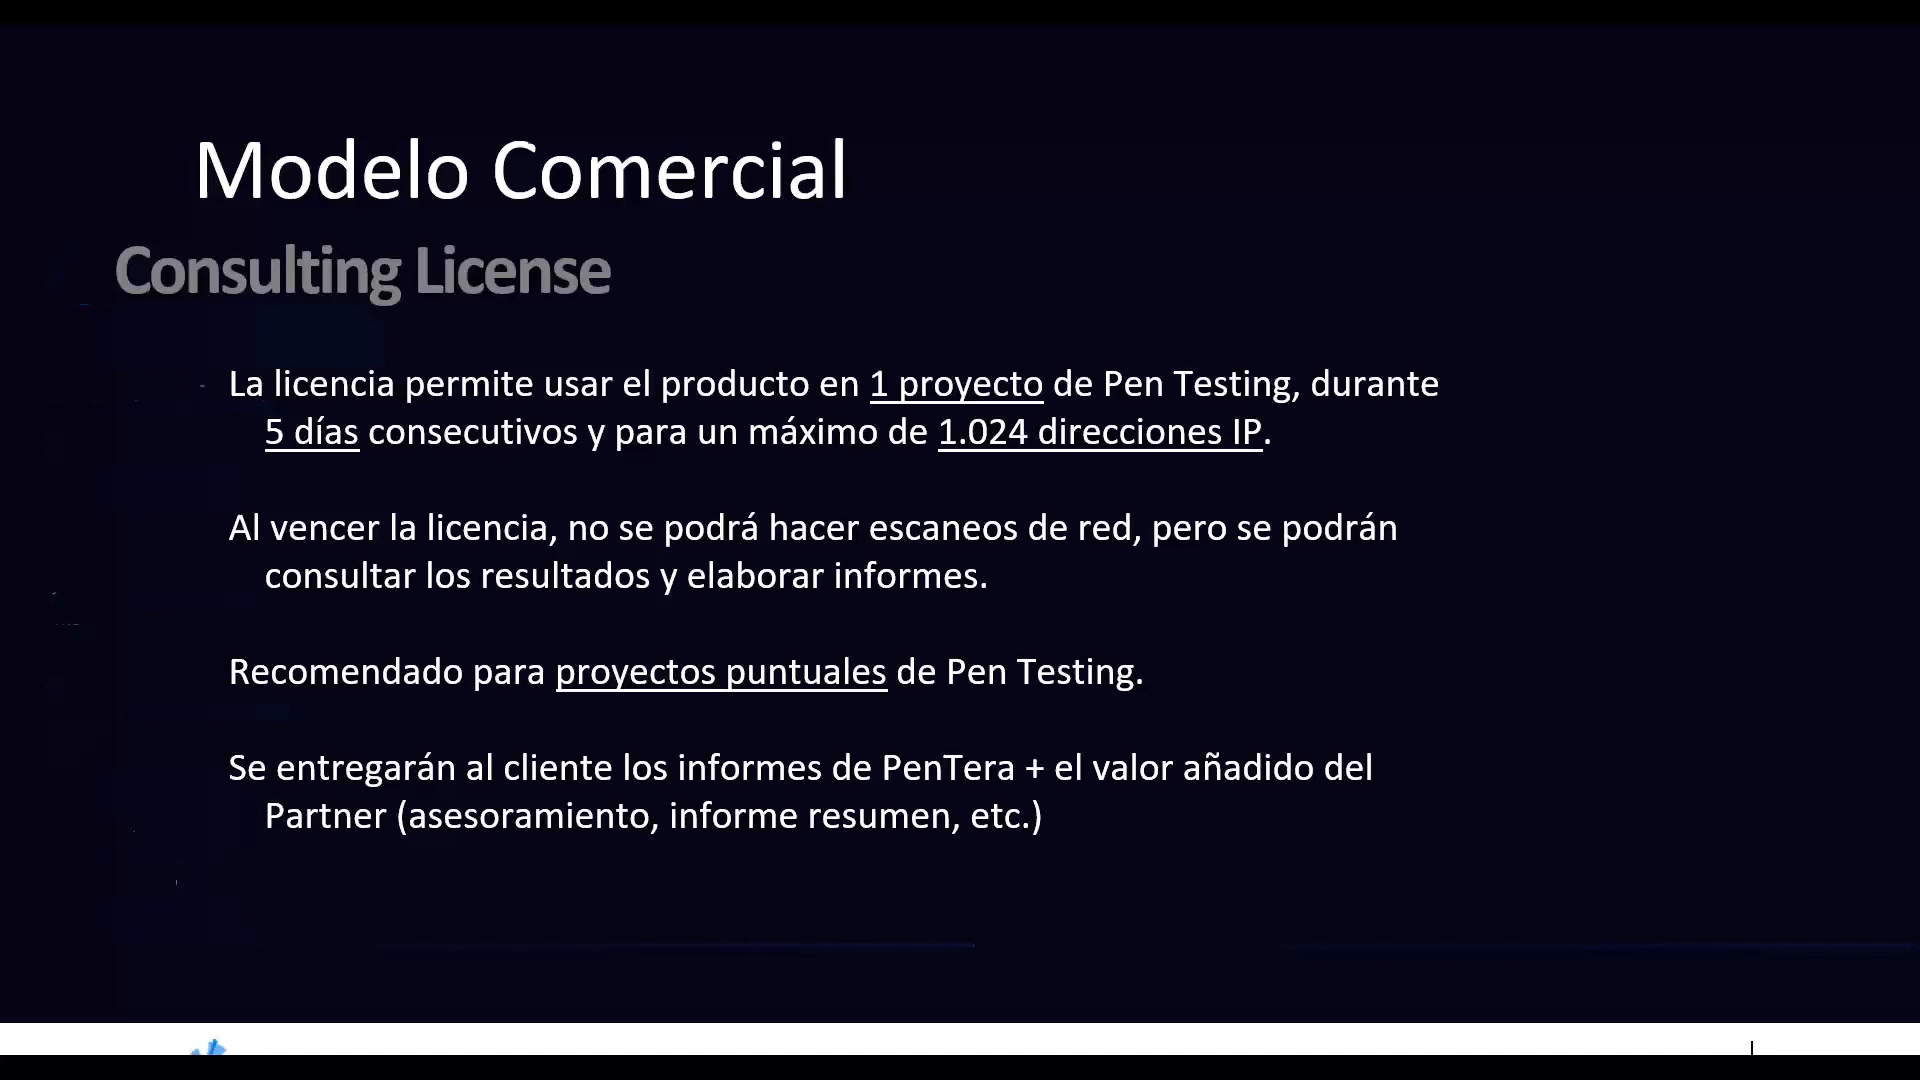 Modelo Comercial
Consulting License
La licencia permite usar el producto en 1 proyecto de Pen Testing, durante
5 días consecutivos y para un máximo de 1.024 direcciones IP.
Al vencer la licencia, no se podrá hacer escaneos de red, pero se podrán
consultar los resultados y elaborar informes.
Recomendado para proyectos puntuales de Pen Testing.
Se entregarán al cliente los informes de PenTera + el valor añadido del
Partner (asesoramiento, informe resumen, etc.)